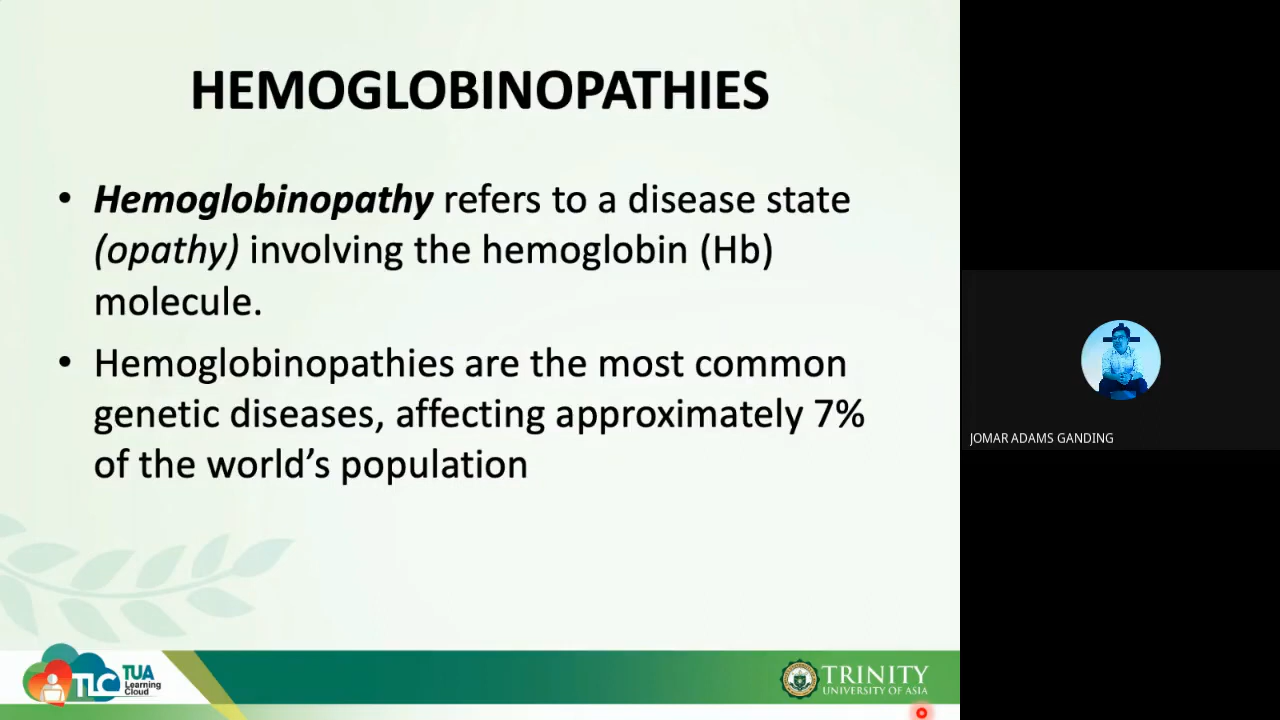 HEMOGLOBINOPATHIES
• Hemoglobinopathy refers to a disease state
(opathy) involving the hemoglobin (Hb)
molecule.
• Hemoglobinopathies are the most common
genetic diseases, affecting approximately 7%
of the world’s population
JOMAR ADAMS GANDING
TLC TUA
Learning
Cloud
TRINITY
UNIVERSITY OF ASIA